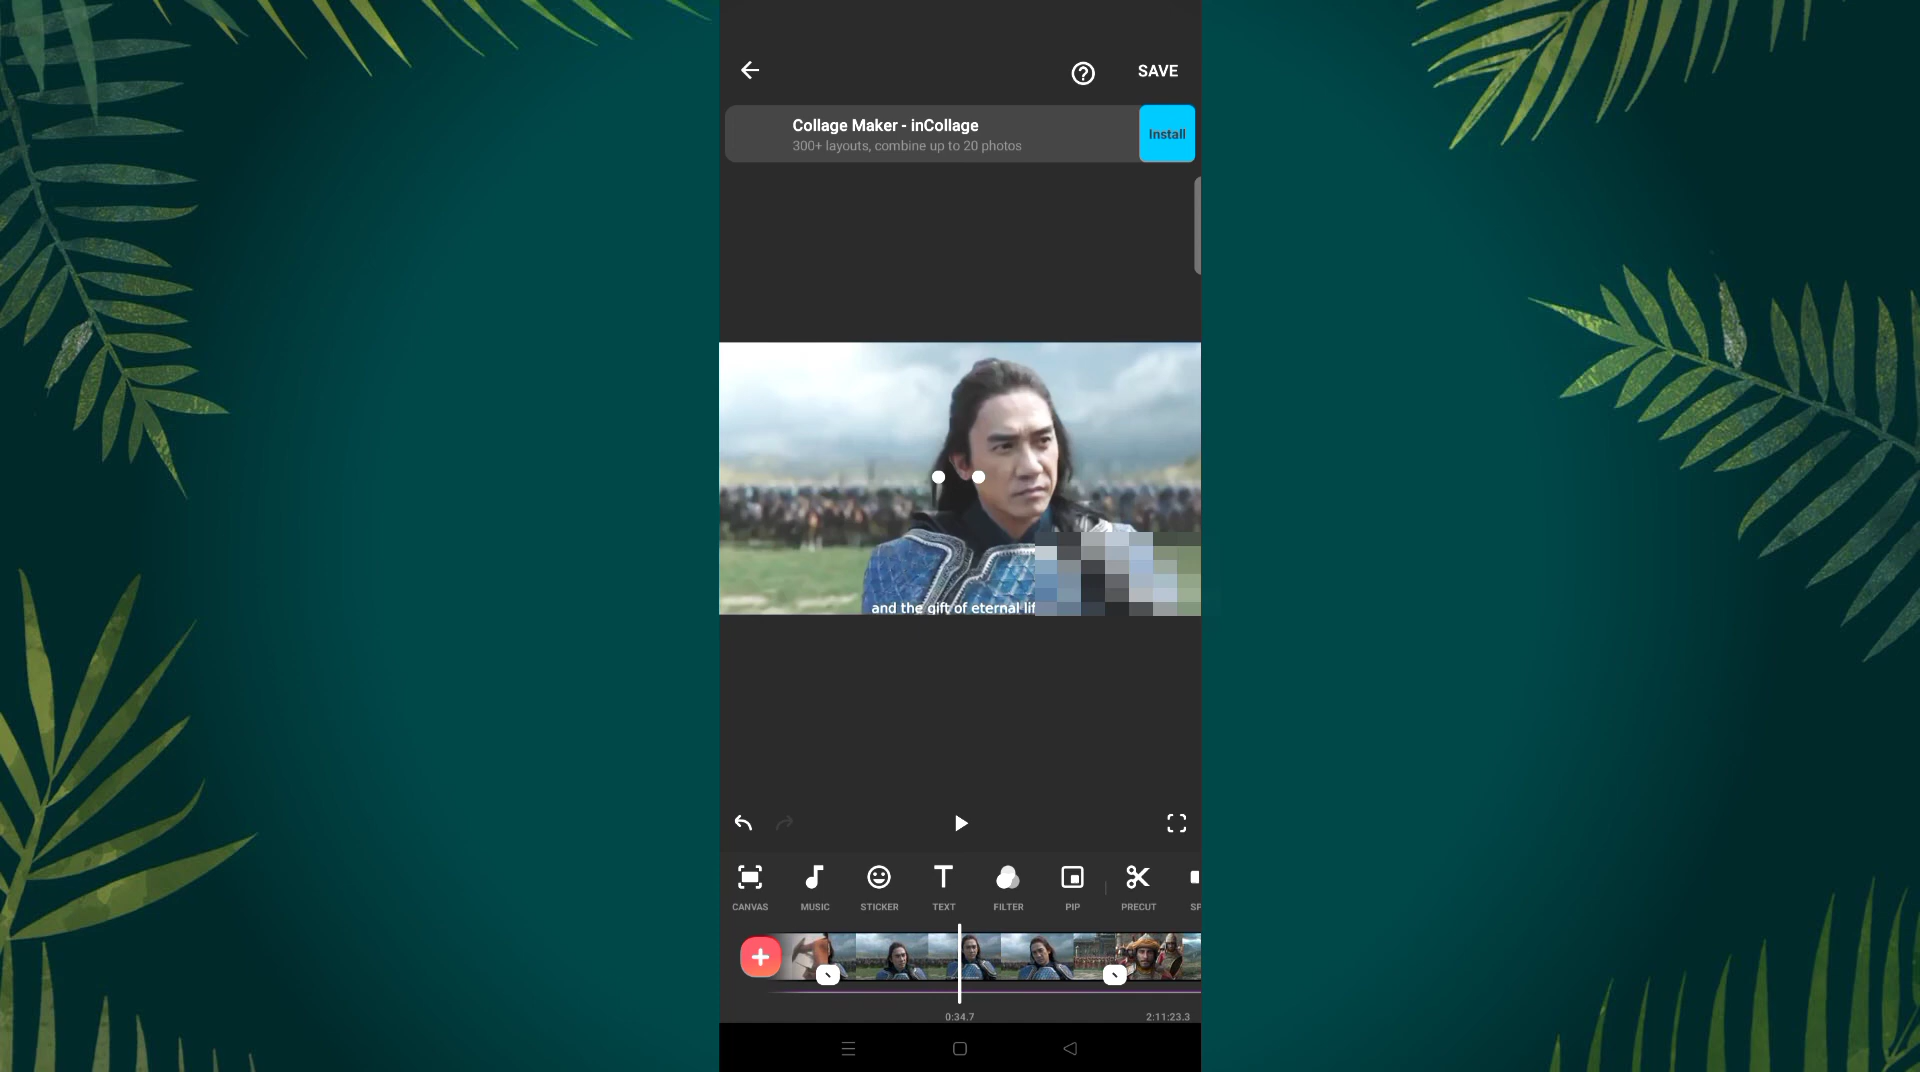 SAVE
Collage Maker - inCollage
300+ layouts, combine up to 20 photos
Install
and the gift of eternal lif
CANVAS
MUSIC
STICKER
TEXT
FILTER
PIP
PRECUT
SP
0:34.7
2:11:23.3